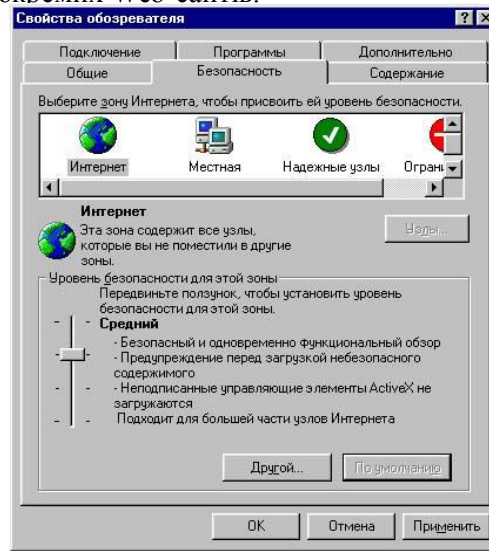 Web-сайтів.
Свойства обозревателя
Подключение Программы Дополнительно
Общие Безопасность Содержание
Выберите зону Интернета, чтобы присвоить ей уровень безопасности.
Интернет Местная Надежные узлы
Интернет
Эта зона содержит все узлы,
которые вы не поместили в другие
зоны.
Узлы...
Уровень безопасности для этой зоны
Передвиньте ползунок, чтобы установить уровень
безопасности для этой зоны.
Средний
- Безопасный и одновременно функциональный обзор
- Предупреждение перед загрузкой небезопасного
содержимого
- Неподписанные управляющие элементы ActiveX не
загружаются
Подходит для большей части узлов Интернета
Другой... По умолчанию
OK Отмена Применить